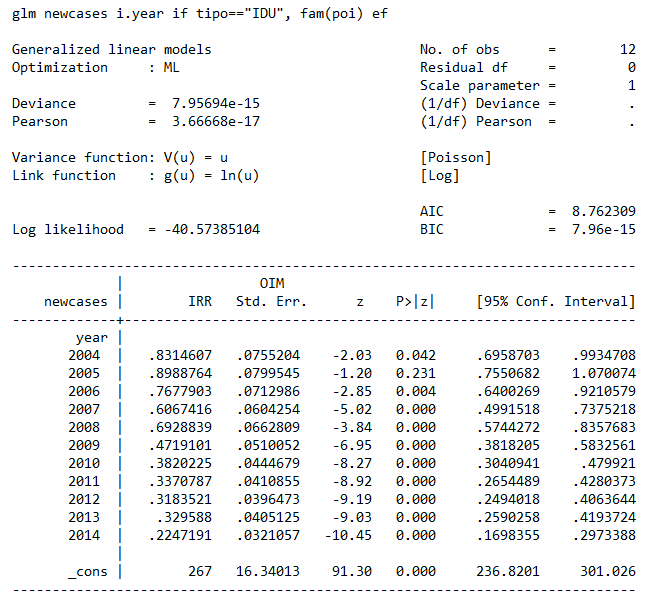 glm newcases i.year if tipo=="IDU", fam(poi) ef
Generalized linear models No. of obs = 12
Optimization : ML Residual df = 0
Scale parameter = 1
Deviance = 7.95694e-15 (1/df) Deviance = .
Pearson = 3.66668e-17 (1/df) Pearson = .
Variance function: V(u) = u [Poisson]
Link function : g(u) = ln(u) [Log]
AIC = 8.762309
Log likelihood = -40.57385104 BIC = 7.96e-15
OIM
newcases | IRR Std. Err. z P>|z| [95% Conf. Interval]
year |
2004 | .8314607 .0755204 -2.03 0.042 .6958703 .9934708
2005 | .8988764 .0799545 -1.20 0.231 .7550682 1.070074
2006 | .7677903 .0712986 -2.85 0.004 .6400269 .9210579
2007 | .6067416 .0604254 -5.02 0.000 .4991518 .7375218
2008 | .6928839 .0662809 -3.84 0.000 .5744272 .8357683
2009 | .4719101 .0510052 -6.95 0.000 .3818205 .5832561
2010 | .3820225 .0444679 -8.27 0.000 .3040941 .479921
2011 | .3370787 .0410855 -8.92 0.000 .2654489 .4280373
2012 | .3183521 .0396473 -9.19 0.000 .2494018 .4063644
2013 | .329588 .0405125 -9.03 0.000 .2590258 .4193724
2014 | .2247191 .0321057 -10.45 0.000 .1698355 .2973388
_cons | 267 16.34013 91.30 0.000 236.8201 301.026